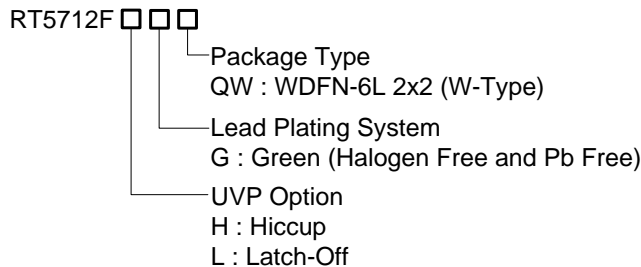 RT5712F□□□
Package Type
QW : WDFN-6L 2x2 (W-Type)
Lead Plating System
G : Green (Halogen Free and Pb Free)
UVP Option
H : Hiccup
L : Latch-Off